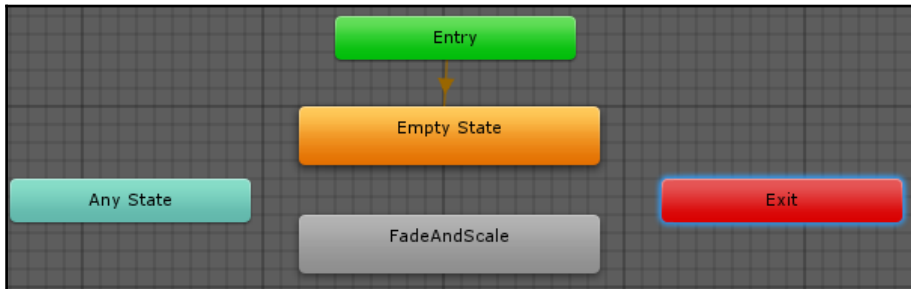 Entry
Empty State
Any State
Exit
FadeAndScale